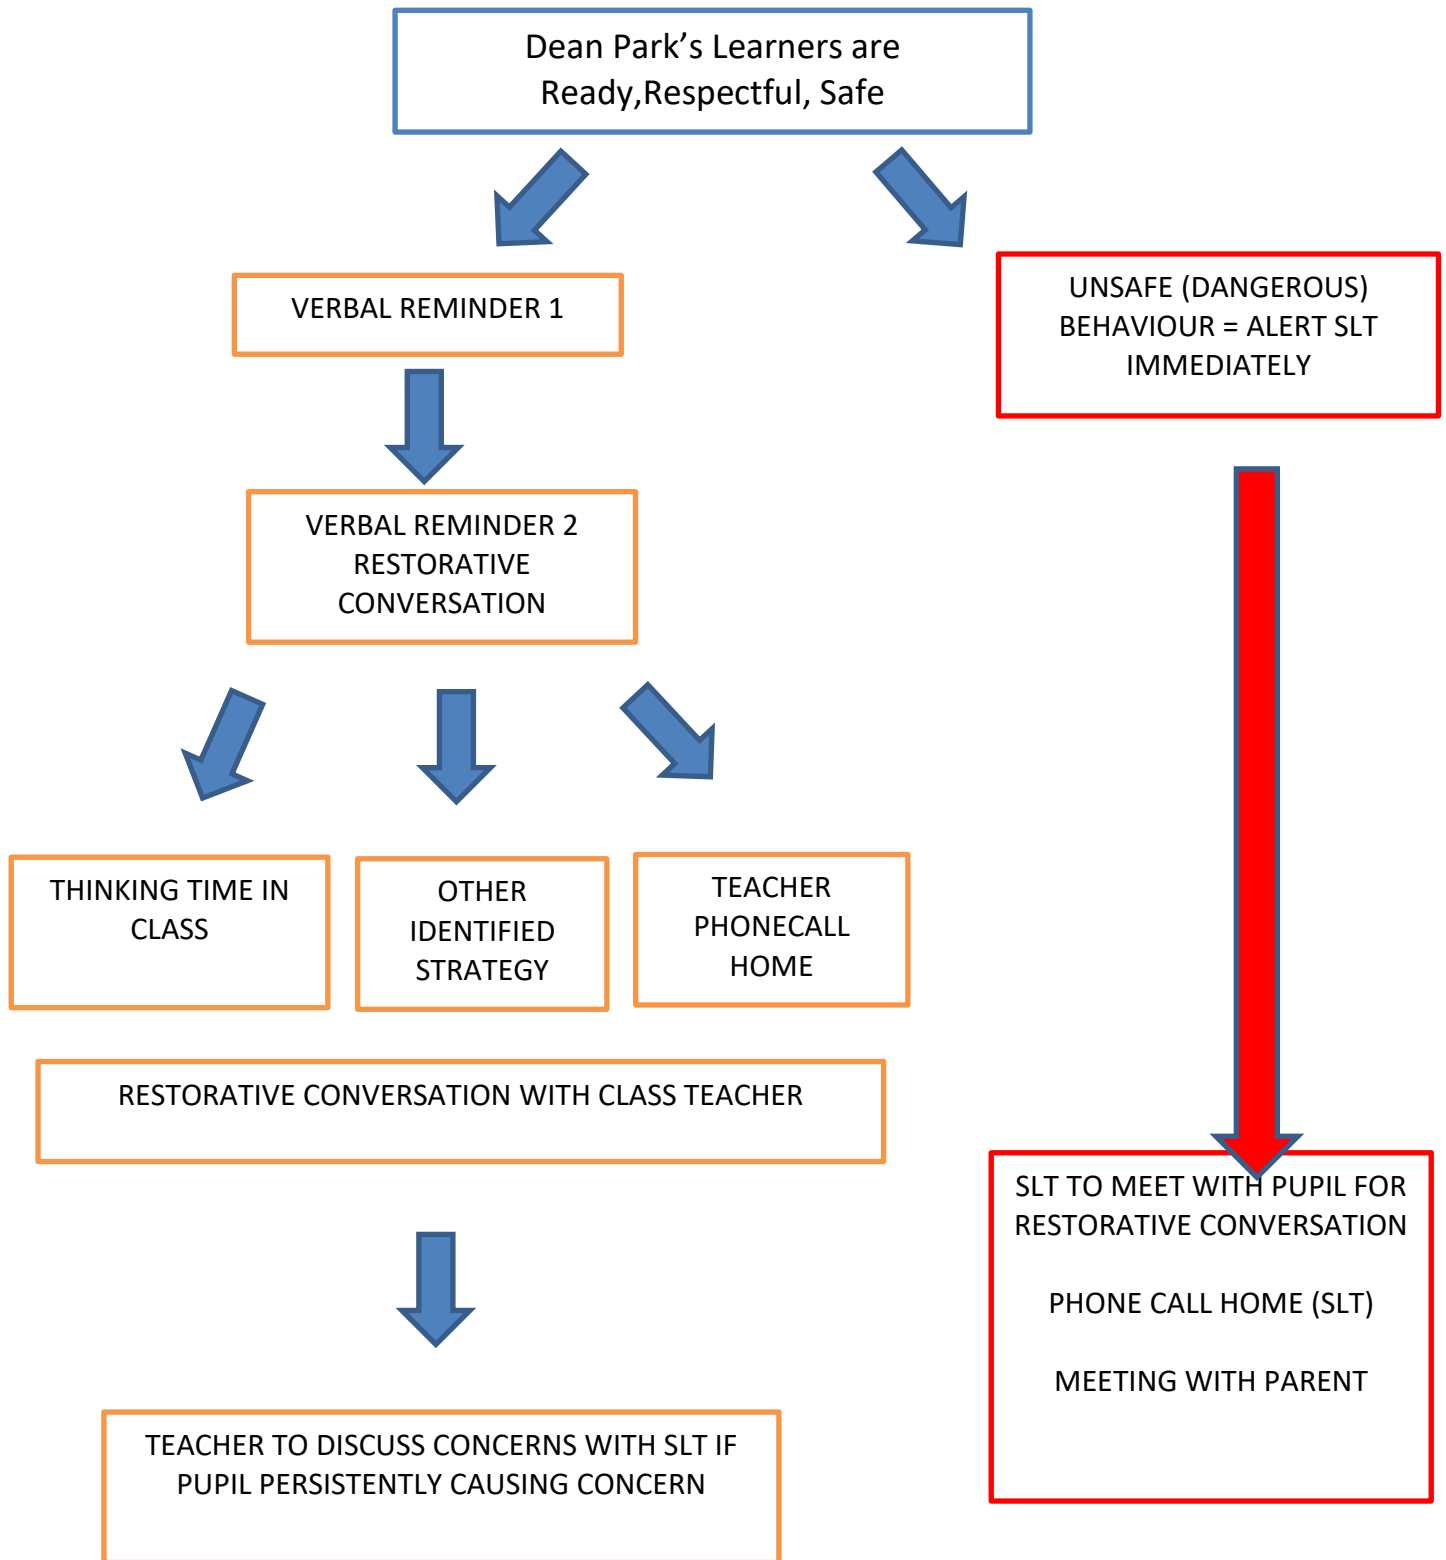 Dean Park’s Learners are
Ready,Respectful, Safe
VERBAL REMINDER 1
UNSAFE (DANGEROUS)
BEHAVIOUR = ALERT SLT
IMMEDIATELY
VERBAL REMINDER 2
RESTORATIVE
CONVERSATION
THINKING TIME IN
CLASS
OTHER
IDENTIFIED
STRATEGY
TEACHER
PHONECALL
HOME
RESTORATIVE CONVERSATION WITH CLASS TEACHER
SLT TO MEET WITH PUPIL FOR
RESTORATIVE CONVERSATION
PHONE CALL HOME (SLT)
MEETING WITH PARENT
TEACHER TO DISCUSS CONCERNS WITH SLT IF
PUPIL PERSISTENTLY CAUSING CONCERN